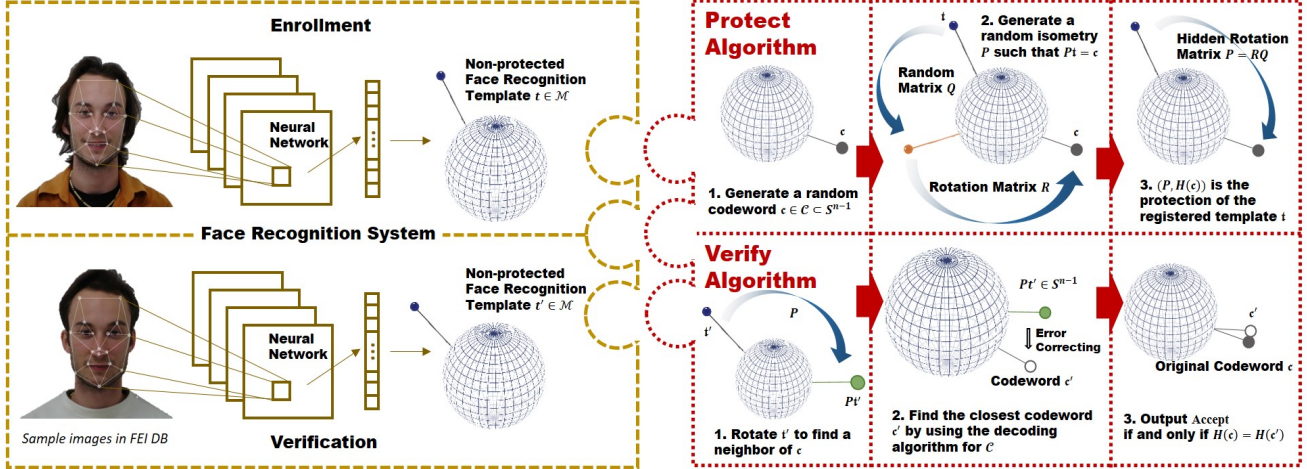 Enrollment
Neural
Network
Non-protected
Face Recognition
Template t ∈ ℳ
Face Recognition System
Neural
Network
Non-protected
Face Recognition
Template t′ ∈ ℳ
Sample images in FEI DB
Verification
Protect
Algorithm
c
1. Generate a random
codeword c ∈ 𝒞 ⊂ Sⁿ⁻¹
t
2. Generate a
random isometry
P such that Pt = c
Random
Matrix Q
c
Rotation Matrix R
Hidden Rotation
Matrix P = RQ
3. (P, H(c)) is the
protection of the
registered template t
Verify
Algorithm
t′
P
Pt′
1. Rotate t′ to find a
neighbor of c
Pt′ ∈ Sⁿ⁻¹
Error
Correcting
Codeword c′
2. Find the closest codeword
c′ by using the decoding
algorithm for 𝒞
c′
Original Codeword c
3. Output Accept
if and only if H(c) = H(c′)